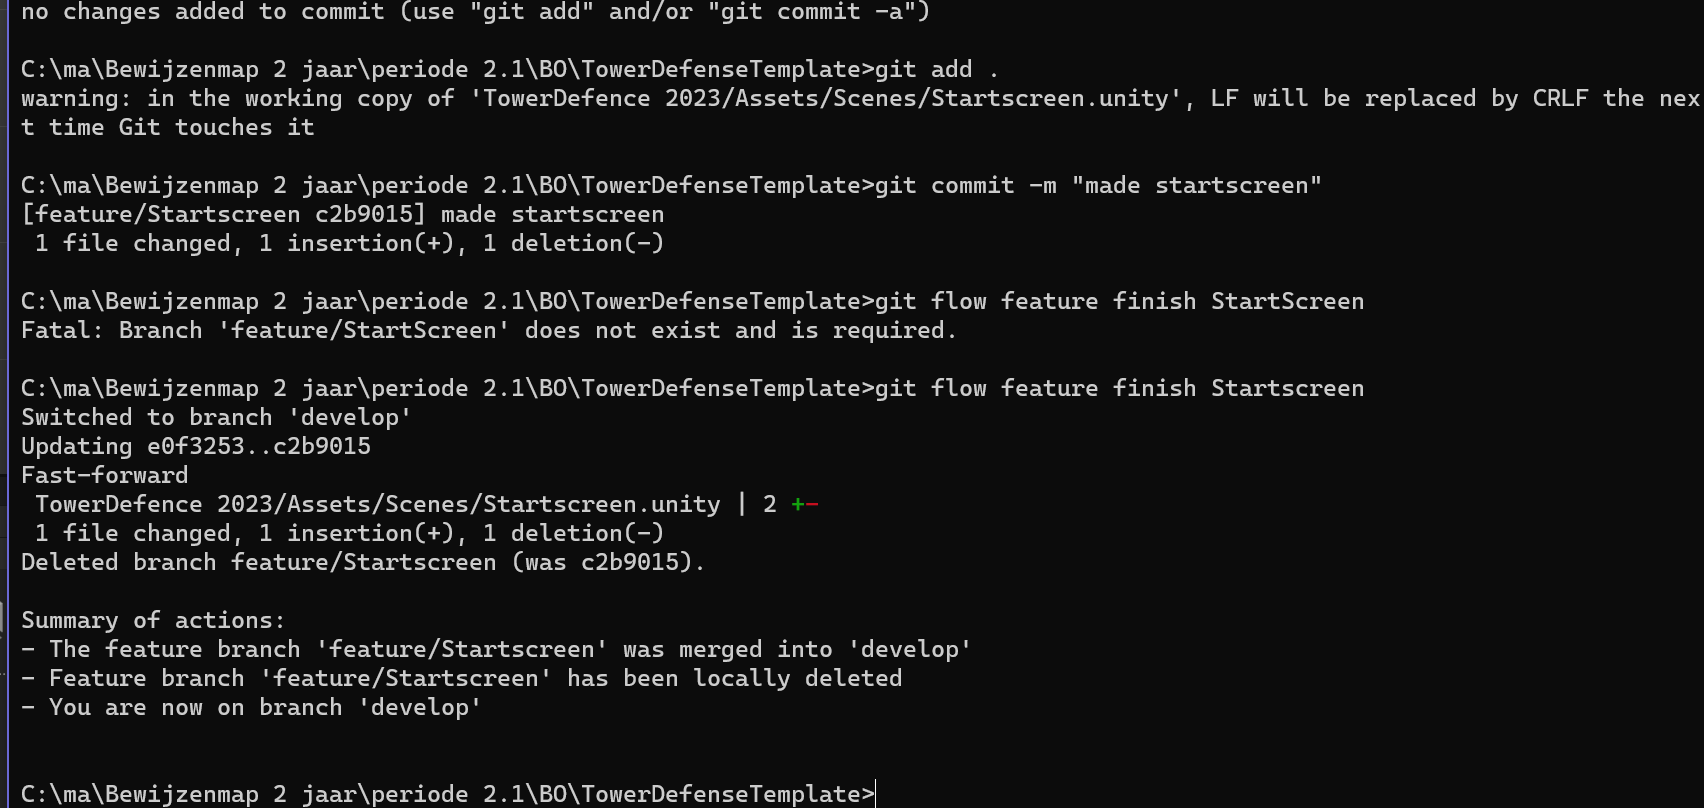 no changes added to commit (use "git add" and/or "git commit -a")
C:\ma\Bewijzenmap 2 jaar\periode 2.1\BO\TowerDefenseTemplate>git add .
warning: in the working copy of 'TowerDefence 2023/Assets/Scenes/Startscreen.unity', LF will be replaced by CRLF the nex
t time Git touches it
C:\ma\Bewijzenmap 2 jaar\periode 2.1\BO\TowerDefenseTemplate>git commit -m "made startscreen"
[feature/Startscreen c2b9015] made startscreen
 1 file changed, 1 insertion(+), 1 deletion(-)
C:\ma\Bewijzenmap 2 jaar\periode 2.1\BO\TowerDefenseTemplate>git flow feature finish StartScreen
Fatal: Branch 'feature/StartScreen' does not exist and is required.
C:\ma\Bewijzenmap 2 jaar\periode 2.1\BO\TowerDefenseTemplate>git flow feature finish Startscreen
Switched to branch 'develop'
Updating e0f3253..c2b9015
Fast-forward
 TowerDefence 2023/Assets/Scenes/Startscreen.unity | 2 +-
 1 file changed, 1 insertion(+), 1 deletion(-)
Deleted branch feature/Startscreen (was c2b9015).
Summary of actions:
- The feature branch 'feature/Startscreen' was merged into 'develop'
- Feature branch 'feature/Startscreen' has been locally deleted
- You are now on branch 'develop'
C:\ma\Bewijzenmap 2 jaar\periode 2.1\BO\TowerDefenseTemplate>